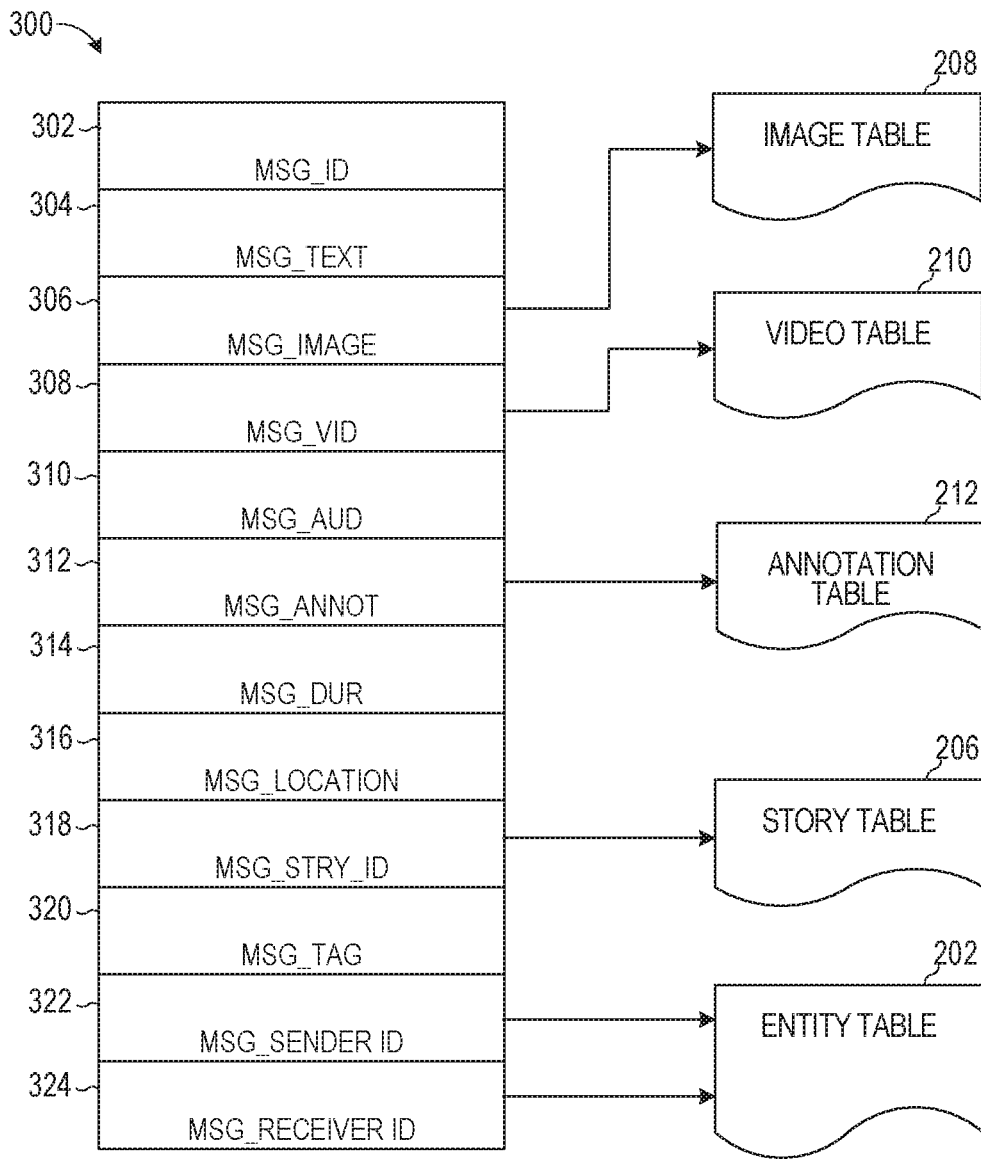 300
302
MSG_ID
304
MSG_TEXT
306
MSG_IMAGE
308
MSG_VID
310
MSG_AUD
312
MSG_ANNOT
314
MSG_DUR
316
MSG_LOCATION
318
MSG_STRY_ID
320
MSG_TAG
322
MSG_SENDER ID
324
MSG_RECEIVER ID
208
IMAGE TABLE
210
VIDEO TABLE
212
ANNOTATION
TABLE
206
STORY TABLE
202
ENTITY TABLE